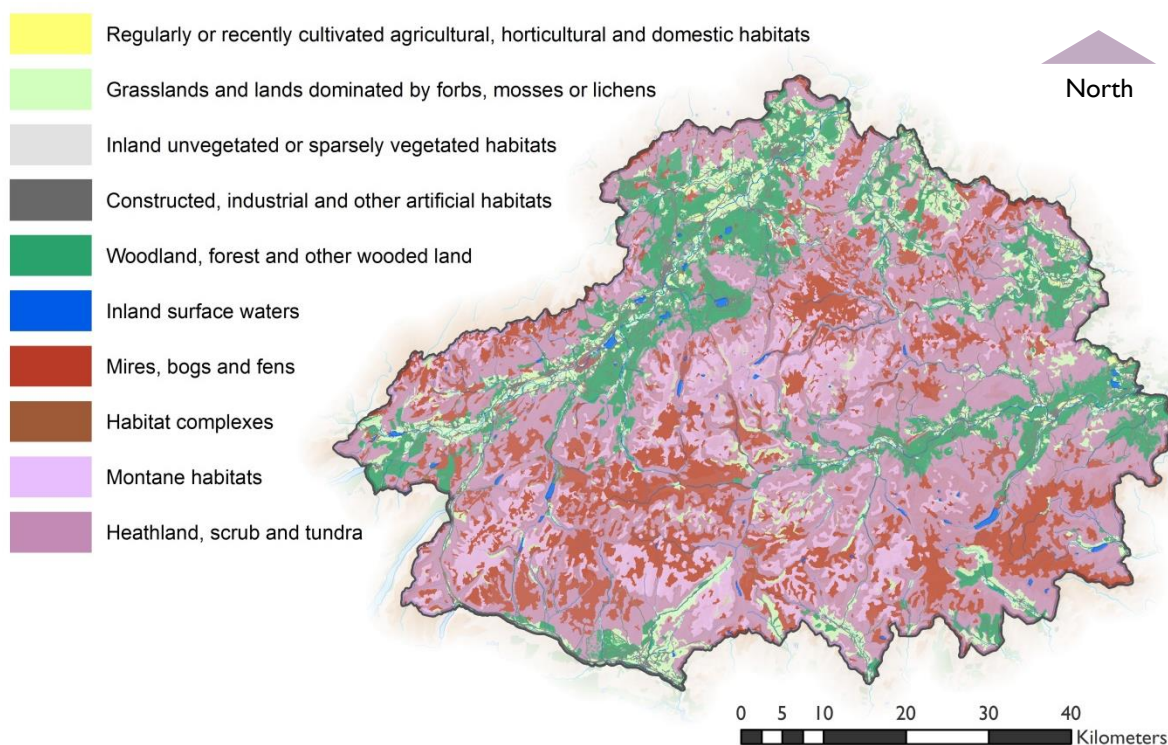 Regularly or recently cultivated agricultural, horticultural and domestic habitats
Grasslands and lands dominated by forbs, mosses or lichens
Inland unvegetated or sparsely vegetated habitats
Constructed, industrial and other artificial habitats
Woodland, forest and other wooded land
Inland surface waters
Mires, bogs and fens
Habitat complexes
Montane habitats
Heathland, scrub and tundra
North
0 5 10 20 30 40
Kilometers